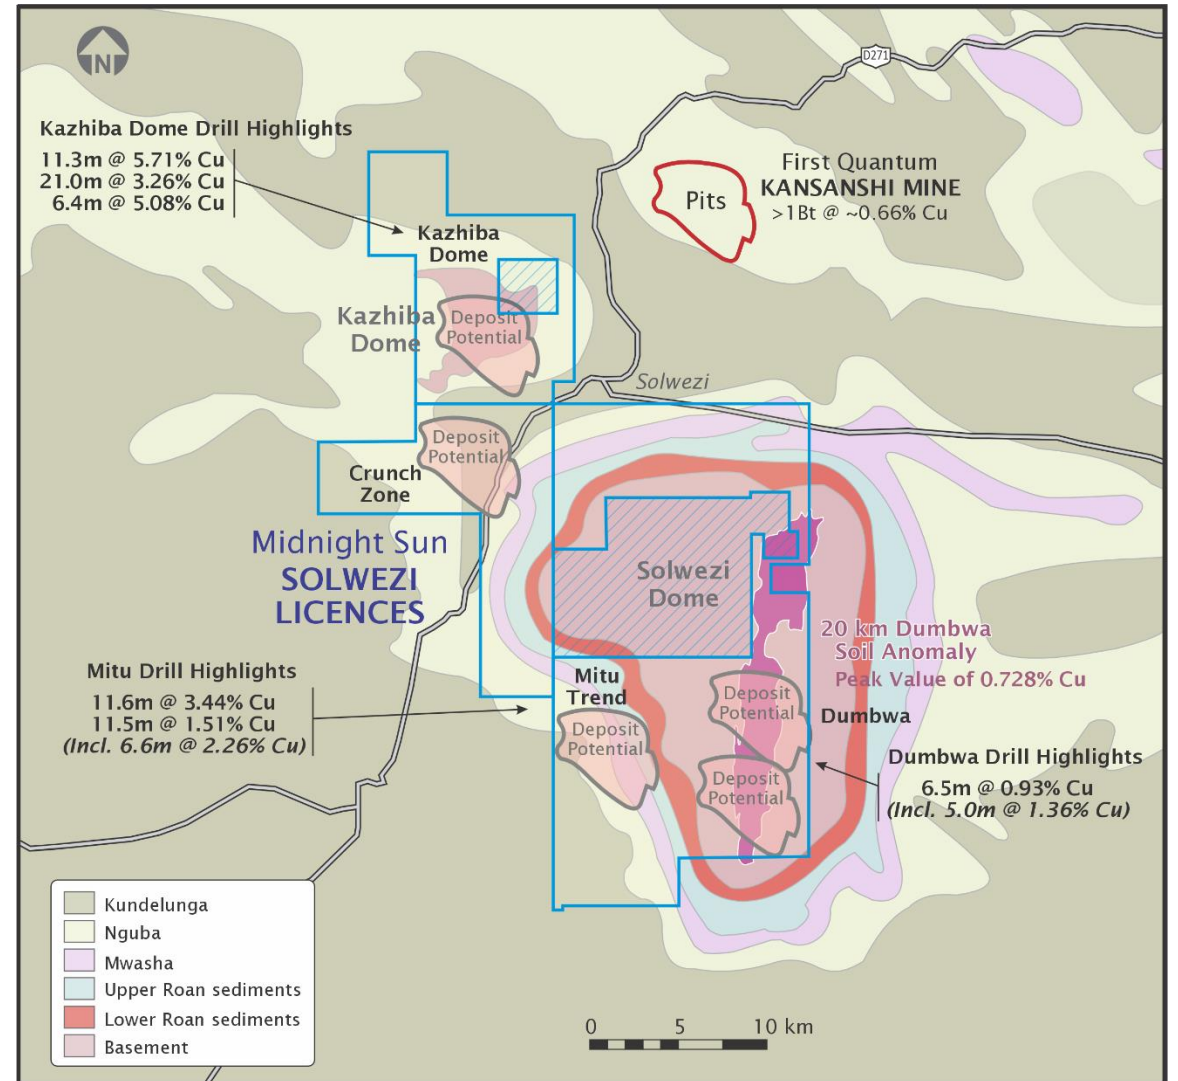 N
D271
Kazhiba Dome Drill Highlights
11.3m @ 5.71% Cu
21.0m @ 3.26% Cu
6.4m @ 5.08% Cu
First Quantum
KANSANSHI MINE
>1Bt @ ~0.66% Cu
Pits
Kazhiba
Dome
Kazhiba
Dome
Deposit
Potential
Solwezi
Deposit
Potential
Crunch
Zone
Midnight Sun
SOLWEZI
LICENCES
Solwezi
Dome
20 km Dumbwa
Soil Anomaly
Peak Value of 0.728% Cu
Mitu Drill Highlights
11.6m @ 3.44% Cu
11.5m @ 1.51% Cu
(Incl. 6.6m @ 2.26% Cu)
Mitu
Trend
Deposit
Potential
Deposit
Potential
Dumbwa
Deposit
Potential
Dumbwa Drill Highlights
6.5m @ 0.93% Cu
(Incl. 5.0m @ 1.36% Cu)
Kundelunga
Nguba
Mwasha
Upper Roan sediments
Lower Roan sediments
Basement
0 5 10 km